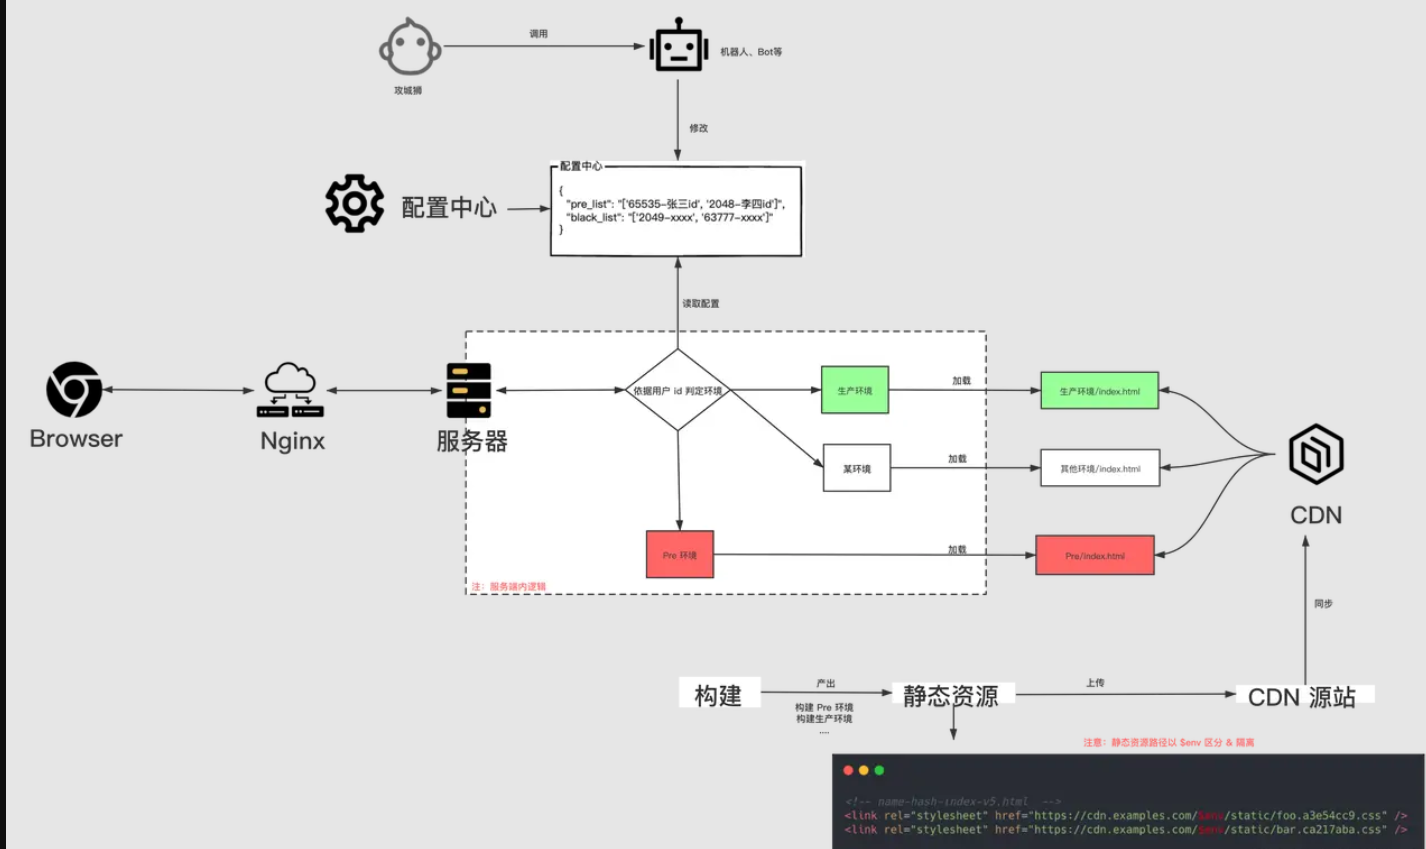 调用
机器人、Bot等
攻城狮
修改
配置中心
配置中心
{
"pre_list": "['65535-张三id', '2048-李四id']",
"black_list": "['2049-xxxx', '63777-xxxx']"
}
读取配置
Browser
Nginx
服务器
依据用户 id 判定环境
生产环境
加载
生产环境/index.html
某环境
加载
其他环境/index.html
CDN
Pre 环境
加载
Pre/index.html
注：服务端内逻辑
同步
构建
产出
构建 Pre 环境
构建生产环境
....
静态资源
上传
CDN 源站
注意：静态资源路径以 $env 区分 & 隔离
<!-- name-hash-index-v5.html -->
<link rel="stylesheet" href="https://cdn.examples.com/$env/static/foo.a3e54cc9.css" />
<link rel="stylesheet" href="https://cdn.examples.com/$env/static/bar.ca217aba.css" />